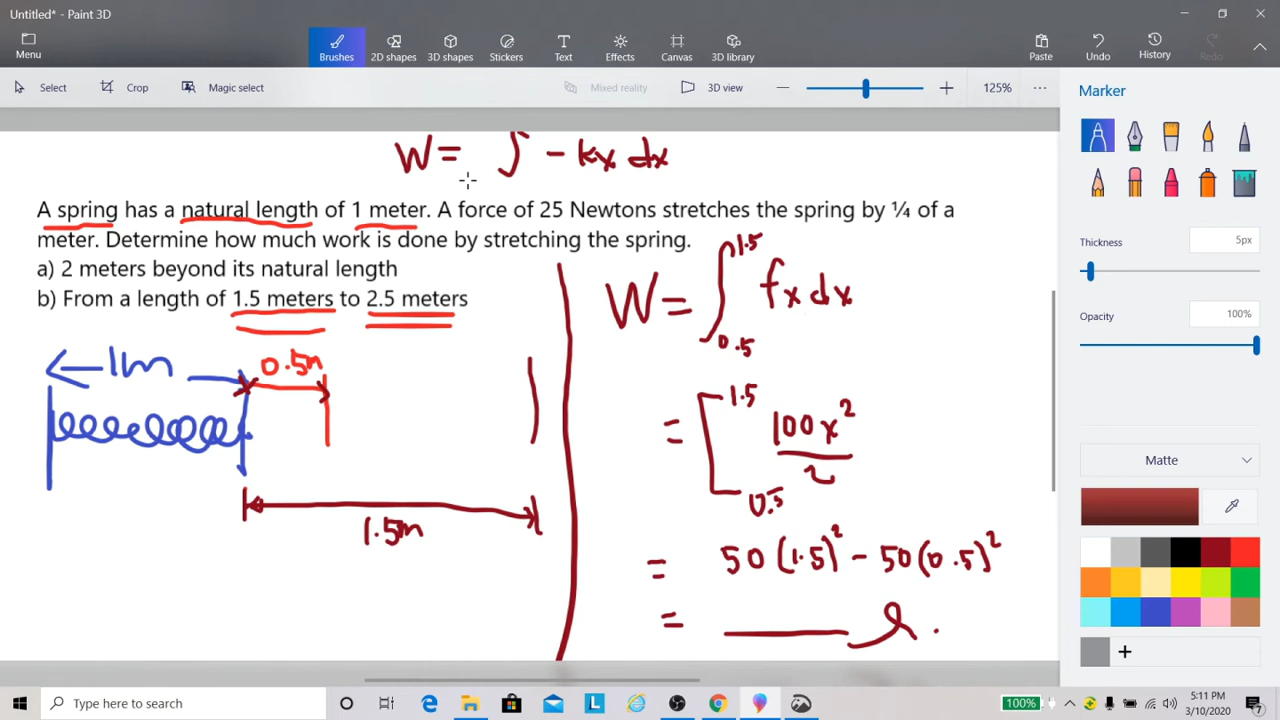 Untitled* - Paint 3D
Menu
Brushes
2D shapes
3D shapes
Stickers
Text
Effects
Canvas
3D library
Paste
Undo
History
Redo
Select
Crop
Magic select
Mixed reality
3D view
125%
Marker
W = ∫ - kx dx
A spring has a natural length of 1 meter. A force of 25 Newtons stretches the spring by ¼ of a
meter. Determine how much work is done by stretching the spring.
a) 2 meters beyond its natural length
b) From a length of 1.5 meters to 2.5 meters
1m
0.5m
1.5m
W = ∫ 1.5 0.5 fx dx
= [ 1.5 0.5 100x² / 2
= 50(1.5)² - 50(0.5)²
=
Thickness
5px
Opacity
100%
Matte
Type here to search
100%
5:11 PM
3/10/2020
7